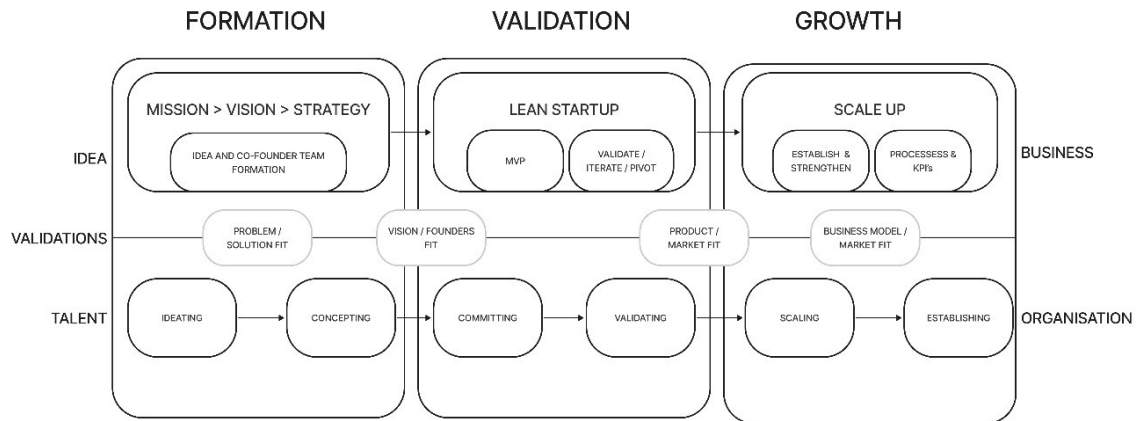 FORMATION
VALIDATION
GROWTH
MISSION > VISION > STRATEGY
LEAN STARTUP
SCALE UP
IDEA
IDEA AND CO-FOUNDER TEAM
FORMATION
MVP
VALIDATE /
ITERATE / PIVOT
ESTABLISH &
STRENGTHEN
PROCESSESS &
KPI's
BUSINESS
VALIDATIONS
PROBLEM /
SOLUTION FIT
VISION / FOUNDERS
FIT
PRODUCT /
MARKET FIT
BUSINESS MODEL /
MARKET FIT
TALENT
IDEATING
CONCEPTING
COMMITTING
VALIDATING
SCALING
ESTABLISHING
ORGANISATION